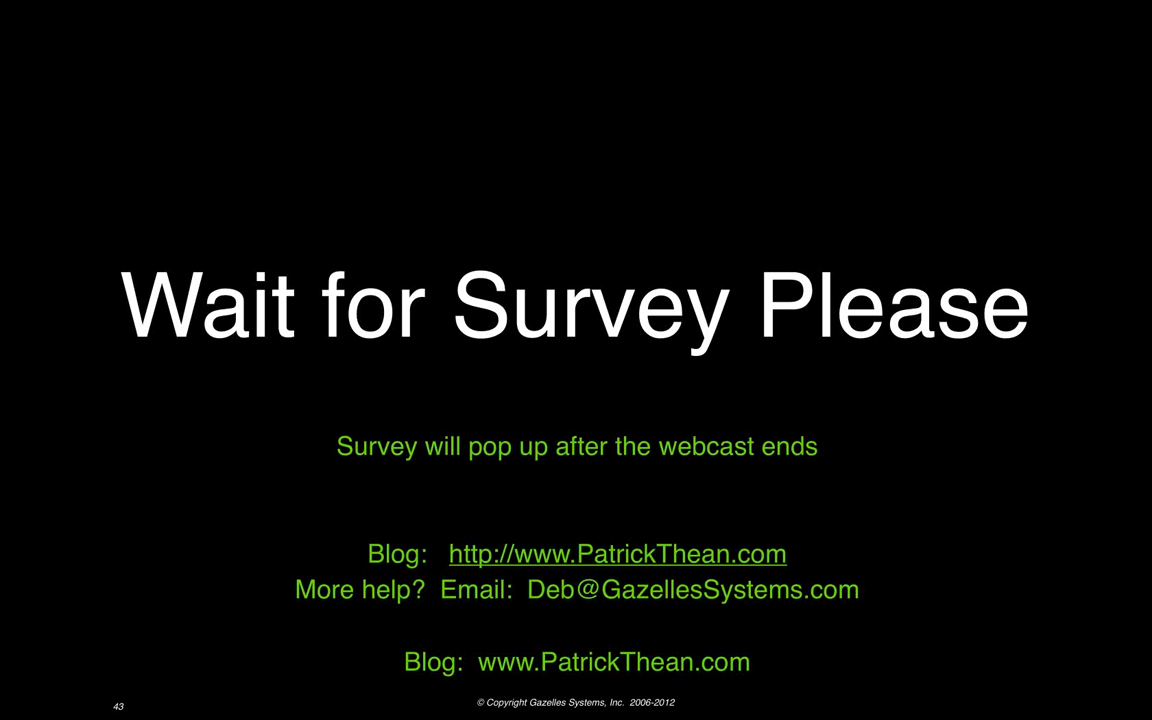 Wait for Survey Please
Survey will pop up after the webcast ends
Blog: http://www.PatrickThean.com
More help? Email: Deb@GazellesSystems.com
Blog: www.PatrickThean.com
43
© Copyright Gazelles Systems, Inc. 2006-2012